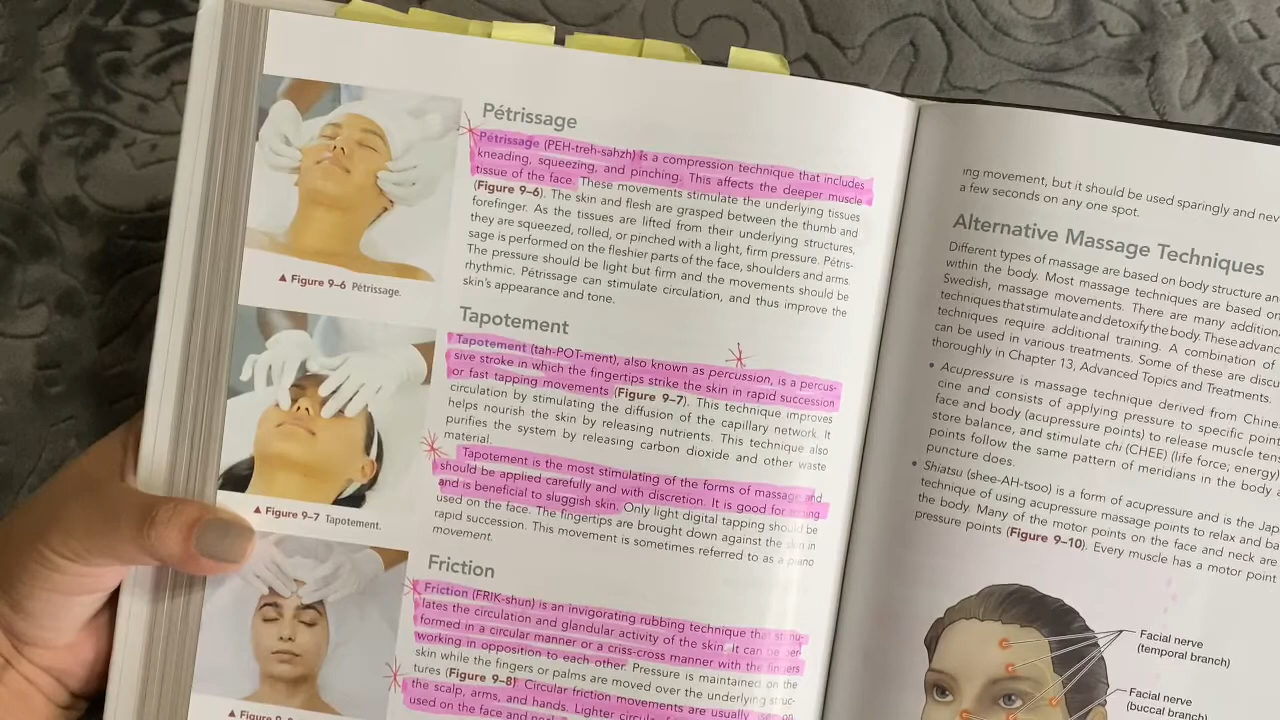 Pétrissage
Pétrissage (PEH-treh-sahzh) is a compression technique that includes
kneading, squeezing, and pinching. This affects the deeper muscle
tissue of the face. These movements stimulate the underlying tissues
(Figure 9–6). The skin and flesh are grasped between the thumb and
forefinger. As the tissues are lifted from their underlying structures,
they are squeezed, rolled, or pinched with a light, firm pressure. Pétris-
sage is performed on the fleshier parts of the face, shoulders and arms.
The pressure should be light but firm and the movements should be
rhythmic. Pétrissage can stimulate circulation, and thus improve the
skin's appearance and tone.
▲ Figure 9–6 Pétrissage.
Tapotement
Tapotement (tah-POT-ment), also known as percussion, is a percus-
sive stroke in which the fingertips strike the skin in rapid succession
or fast tapping movements (Figure 9–7). This technique improves
circulation by stimulating the diffusion of the capillary network. It
helps nourish the skin by releasing nutrients. This technique also
purifies the system by releasing carbon dioxide and other waste
material.
Tapotement is the most stimulating of the forms of massage and
should be applied carefully and with discretion. It is good for toning
and is beneficial to sluggish skin. Only light digital tapping should be
used on the face. The fingertips are brought down against the skin in
rapid succession. This movement is sometimes referred to as a piano
movement.
▲ Figure 9–7 Tapotement.
Friction
Friction (FRIK-shun) is an invigorating rubbing technique that stimu-
lates the circulation and glandular activity of the skin. It can be per-
formed in a circular manner or a criss-cross manner with the fingers
working in opposition to each other. Pressure is maintained on the
skin while the fingers or palms are moved over the underlying struc-
tures (Figure 9–8). Circular friction movements are usually used on
the scalp, arms, and hands. Lighter
used on the face and
▲ Figure
ing movement, but it should be used sparingly and
a few seconds on any one spot.
Alternative Massage Techniques
Different types of massage are based on body structure
within the body. Most massage techniques are based on
Swedish, massage movements. There are many
techniques that stimulate and detoxify the body. These
techniques require additional training. A combination of
can be used in various treatments. Some of these are
thoroughly in Chapter 13, Advanced Topics and Treatments.
• Acupressure is massage technique derived from
cine and consists of applying pressure to specific
face and body (acupressure points) to release muscle
store balance, and stimulate chi (CHEE) (life force; energy)
points follow the same pattern of meridians in the body
puncture does.
• Shiatsu (shee-AH-tsoo) is a form of acupressure and is the
technique of using acupressure massage points to relax and
the body. Many of the motor points on the face and neck are
pressure points (Figure 9–10). Every muscle has a motor point
Facial nerve
(temporal branch)
Facial nerve
(buccal branch)